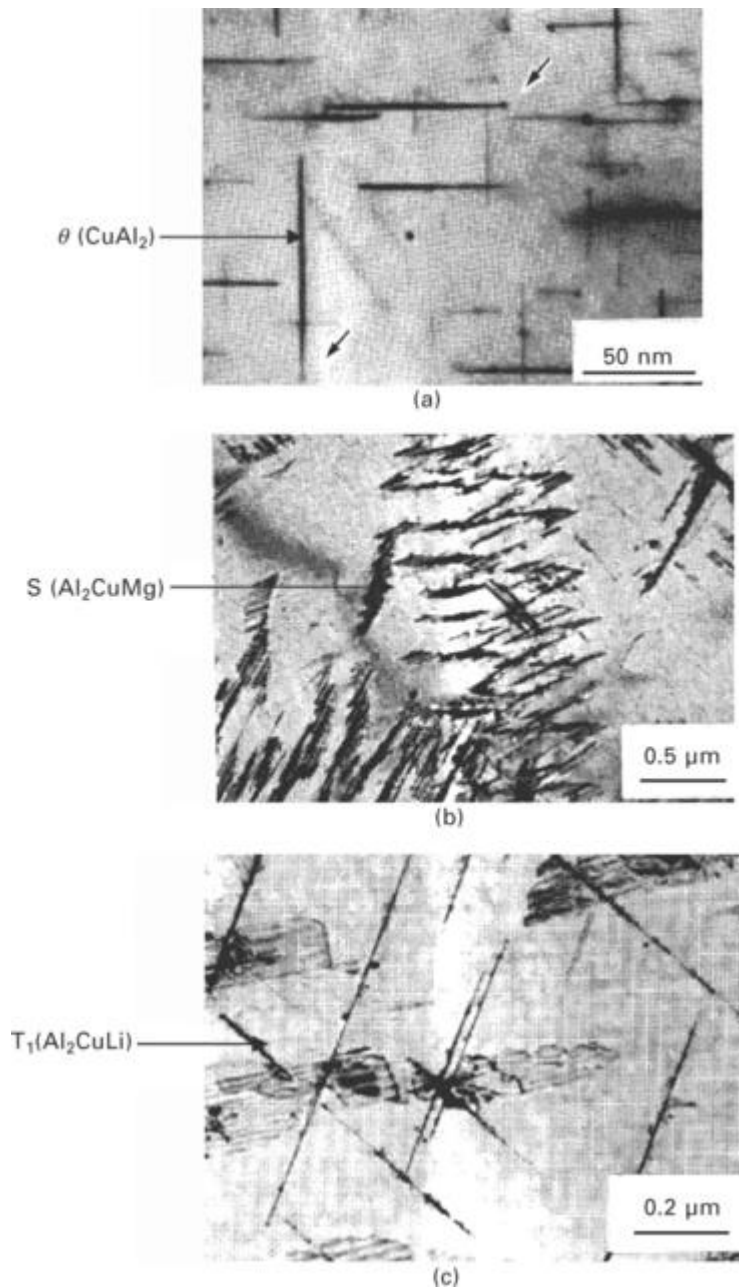 θ (CuAl₂)
50 nm
(a)
S (Al₂CuMg)
0.5 μm
(b)
T₁(Al₂CuLi)
0.2 μm
(c)